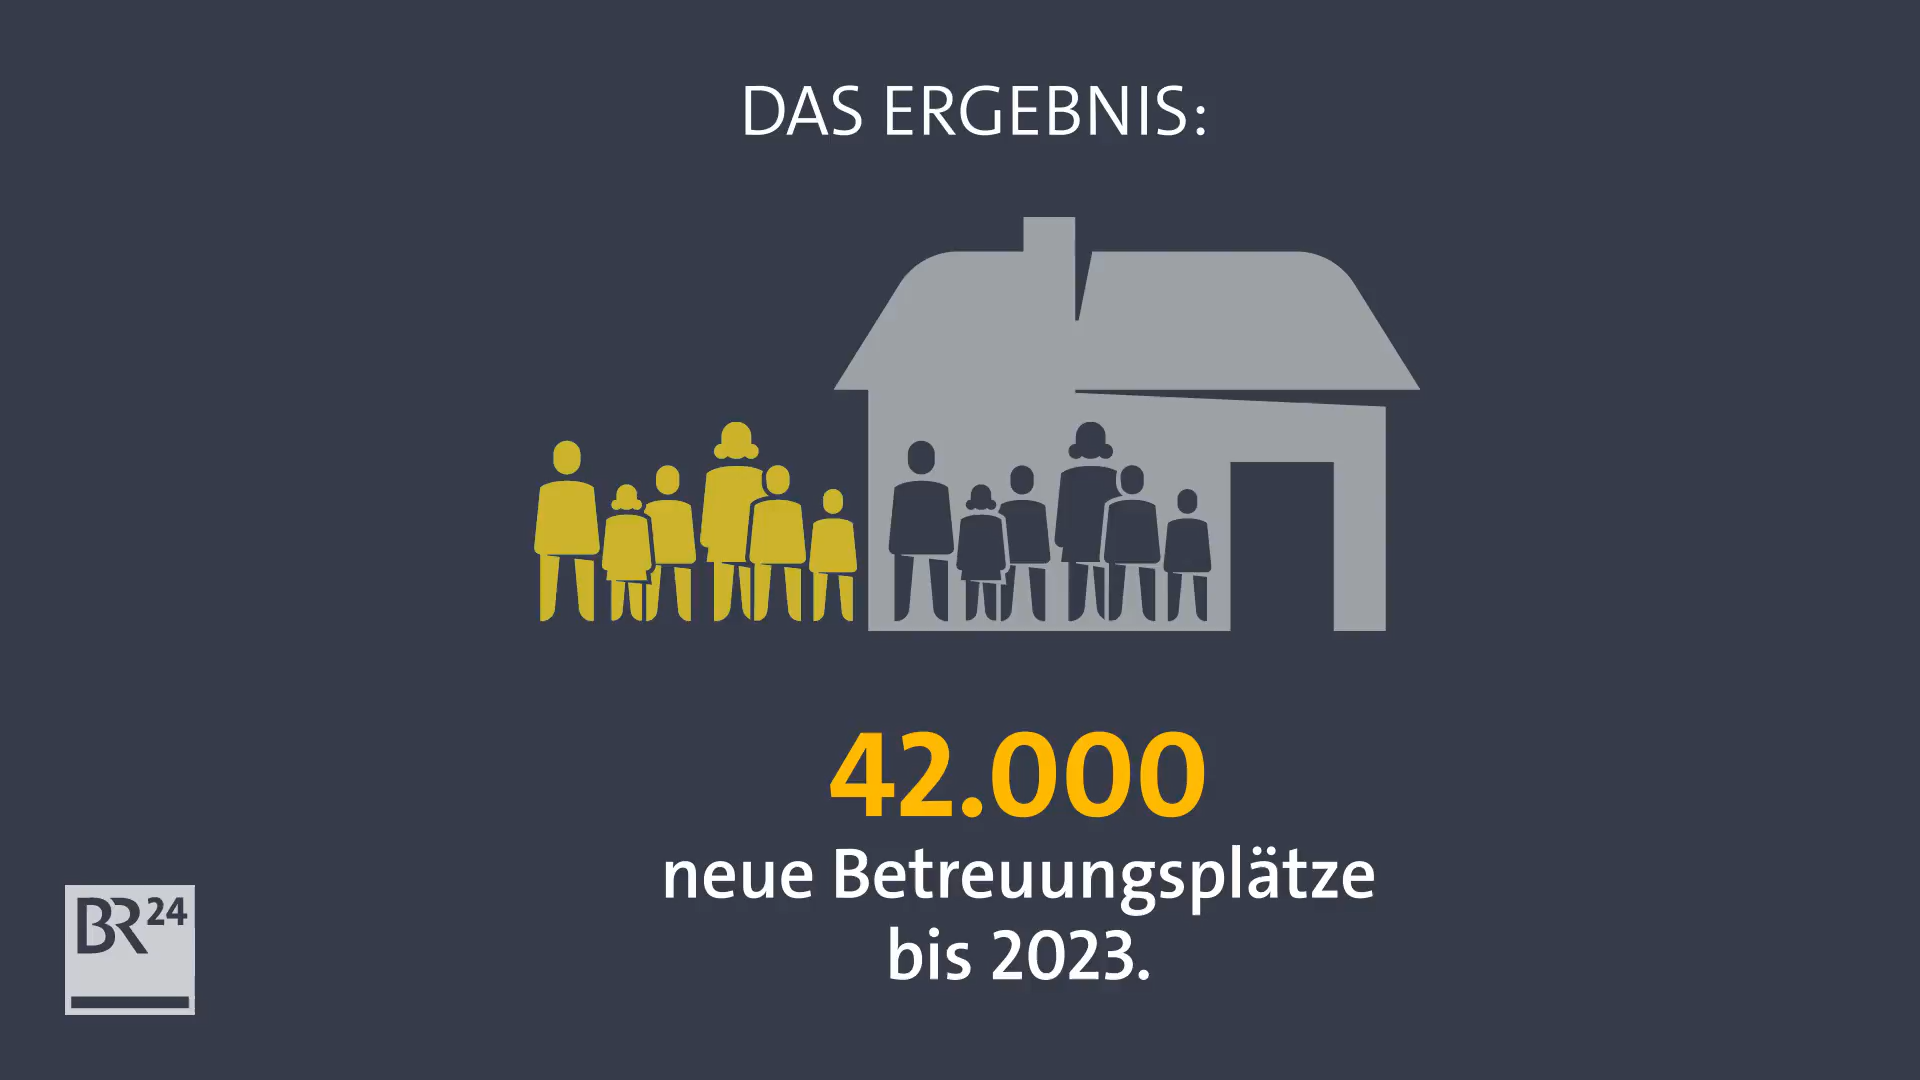 DAS ERGEBNIS:
42.000
neue Betreuungsplätze
bis 2023.
BR24